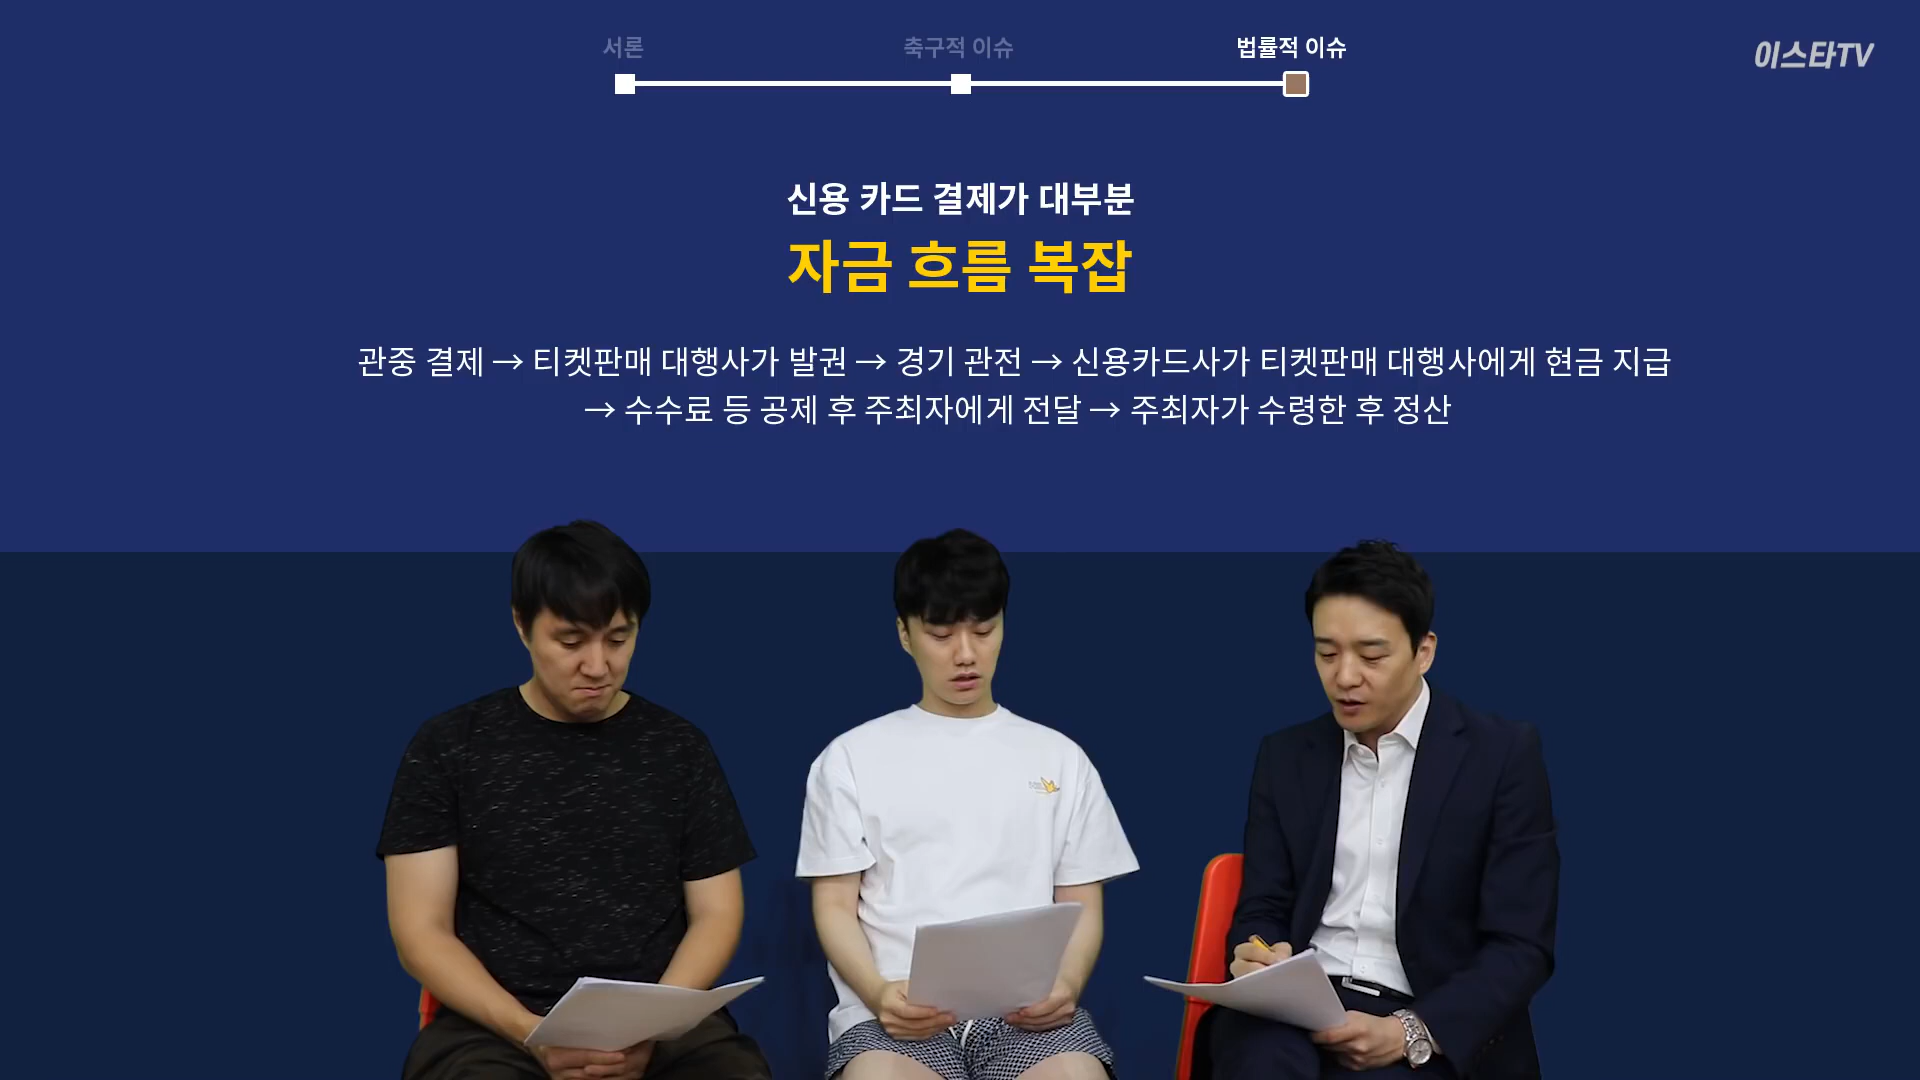 서론
축구적 이슈
법률적 이슈
이스타TV
신용 카드 결제가 대부분
자금 흐름 복잡
관중 결제 → 티켓판매 대행사가 발권 → 경기 관전 → 신용카드사가 티켓판매 대행사에게 현금 지급
→ 수수료 등 공제 후 주최자에게 전달 → 주최자가 수령한 후 정산